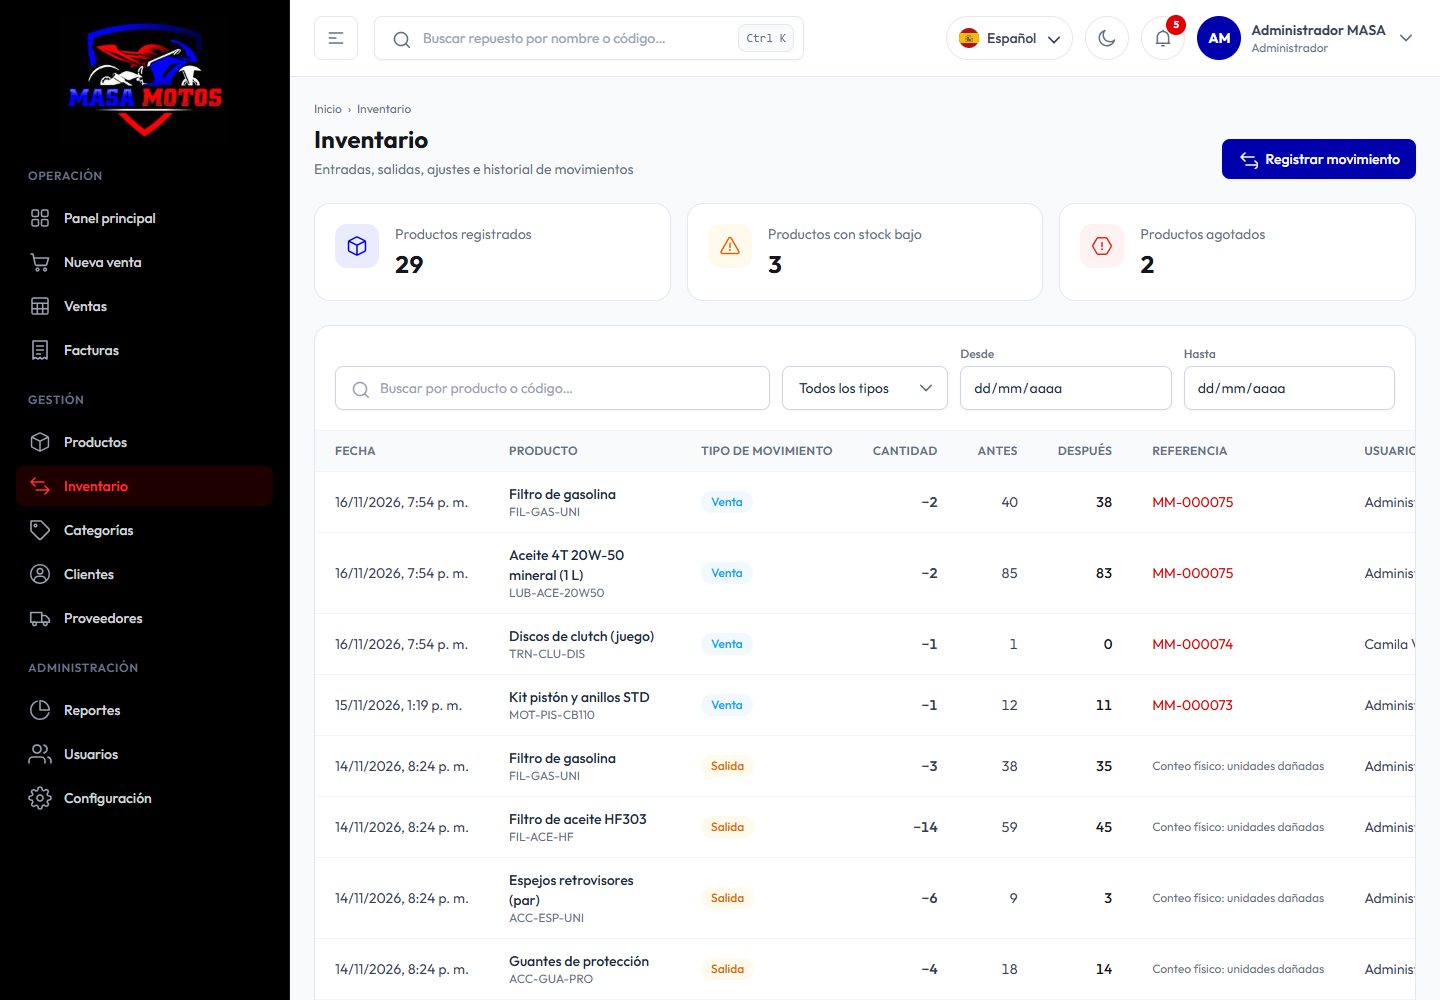 MASA MOTOS
OPERACIÓN
Panel principal
Nueva venta
Ventas
Facturas
GESTIÓN
Productos
Inventario
Categorías
Clientes
Proveedores
ADMINISTRACIÓN
Reportes
Usuarios
Configuración
Buscar repuesto por nombre o código...
Ctrl K
Español
5
AM
Administrador MASA
Administrador
Inicio › Inventario
Inventario
Entradas, salidas, ajustes e historial de movimientos
Registrar movimiento
Productos registrados
29
Productos con stock bajo
3
Productos agotados
2
Desde
Hasta
Buscar por producto o código...
Todos los tipos
dd/mm/aaaa
dd/mm/aaaa
FECHA PRODUCTO TIPO DE MOVIMIENTO CANTIDAD ANTES DESPUÉS REFERENCIA USUARIO
16/11/2026, 7:54 p. m. Filtro de gasolina Venta −2 40 38 MM-000075 Adminis
FIL-GAS-UNI
16/11/2026, 7:54 p. m. Aceite 4T 20W-50 Venta −2 85 83 MM-000075 Adminis
mineral (1 L)
LUB-ACE-20W50
16/11/2026, 7:54 p. m. Discos de clutch (juego) Venta −1 1 0 MM-000074 Camila V
TRN-CLU-DIS
15/11/2026, 1:19 p. m. Kit pistón y anillos STD Venta −1 12 11 MM-000073 Adminis
MOT-PIS-CB110
14/11/2026, 8:24 p. m. Filtro de gasolina Salida −3 38 35 Conteo físico: unidades dañadas Adminis
FIL-GAS-UNI
14/11/2026, 8:24 p. m. Filtro de aceite HF303 Salida −14 59 45 Conteo físico: unidades dañadas Adminis
FIL-ACE-HF
14/11/2026, 8:24 p. m. Espejos retrovisores Salida −6 9 3 Conteo físico: unidades dañadas Adminis
(par)
ACC-ESP-UNI
14/11/2026, 8:24 p. m. Guantes de protección Salida −4 18 14 Conteo físico: unidades dañadas Adminis
ACC-GUA-PRO